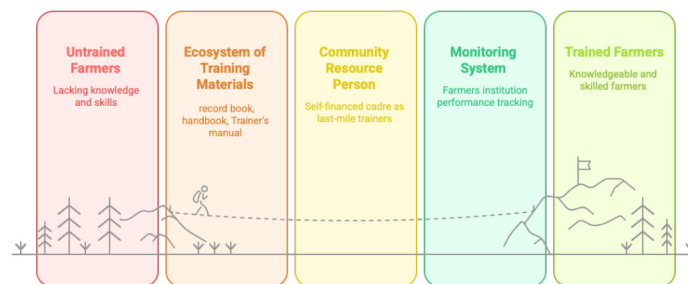 Untrained
Farmers
Lacking knowledge
and skills
Ecosystem of
Training
Materials
record book,
handbook, Trainer's
manual
Community
Resource
Person
Self-financed cadre as
last-mile trainers
Monitoring
System
Farmers institution
performance tracking
Trained Farmers
Knowledgeable and
skilled farmers